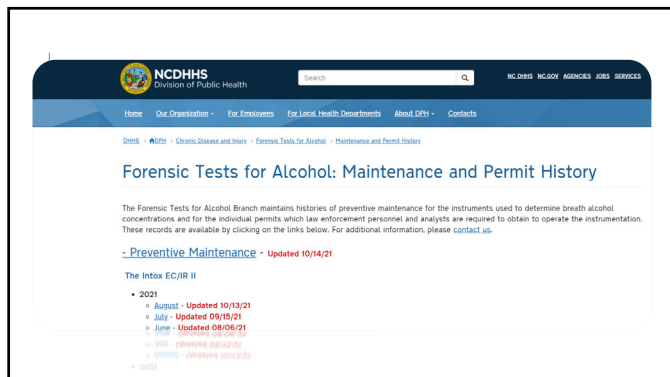 NCDHHS
Division of Public Health
Search
NC DHHS NC.GOV AGENCIES JOBS SERVICES
Home Our Organization - For Employees For Local Health Departments About DPH - Contacts
DHHS > DPH > Chronic Disease and Injury > Forensic Tests for Alcohol > Maintenance and Permit History
Forensic Tests for Alcohol: Maintenance and Permit History
The Forensic Tests for Alcohol Branch maintains histories of preventive maintenance for the instruments used to determine breath alcohol
concentrations and for the individual permits which law enforcement personnel and analysts are required to obtain to operate the instrumentation.
These records are available by clicking on the links below. For additional information, please contact us.
- Preventive Maintenance - Updated 10/14/21
The Intox EC/IR II
• 2021
○ August - Updated 10/13/21
○ July - Updated 09/15/21
○ June - Updated 08/06/21